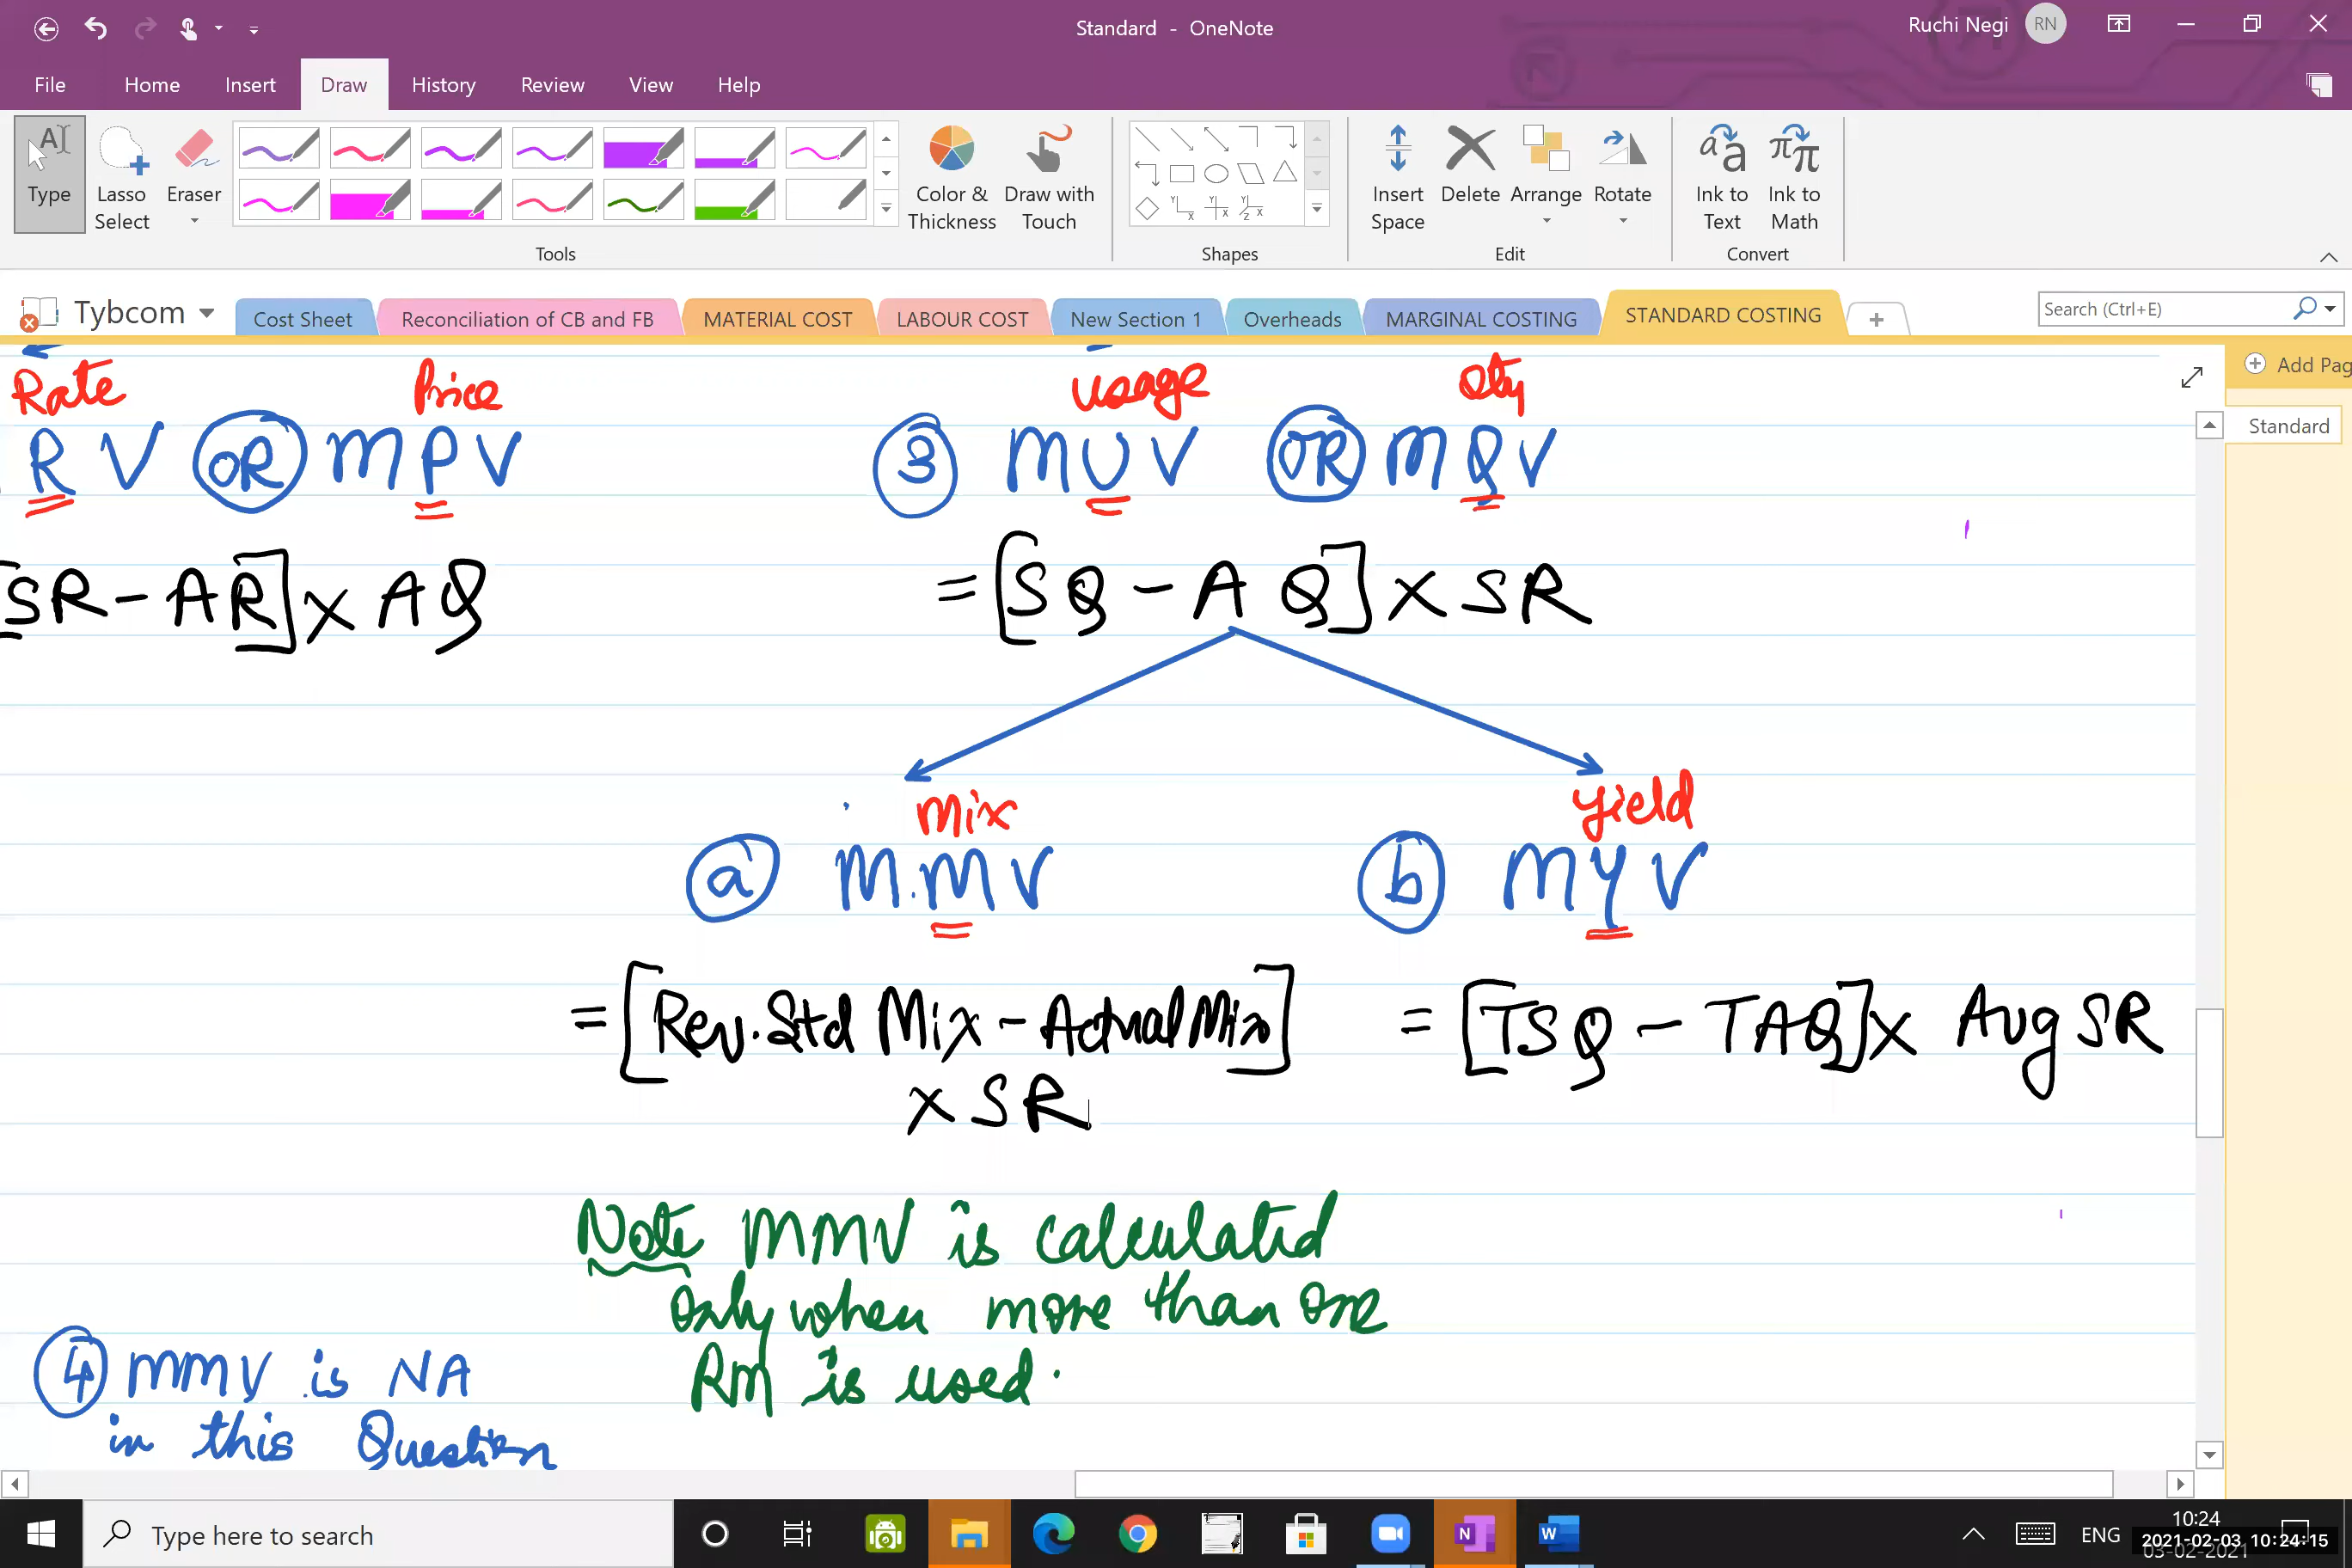 Standard - OneNote
Ruchi Negi RN
File Home Insert Draw History Review View Help
Type
Lasso Select
Eraser
Color & Thickness
Draw with Touch
Insert Space
Delete
Arrange
Rotate
Ink to Text
Ink to Math
Tools Shapes Edit Convert
Tybcom Cost Sheet Reconciliation of CB and FB MATERIAL COST LABOUR COST New Section 1 Overheads MARGINAL COSTING STANDARD COSTING +
Search (Ctrl+E)
Add Pag
Standard
Rate Price usage Qty
R V OR MPV 3 MUV OR MQV
SR - AR] x AQ = [SQ - AQ] x SR
mix yield
a M.MV b MYV
= [Rev. Std Mix - Actual Mix] = [TSQ - TAQ] x Avg SR
x SR
Note MMV is calculated
only when more than one
RM is used.
4 MMV is NA
in this Question
Type here to search
ENG
10:24
03-02-2021
2021-02-03 10:24:15